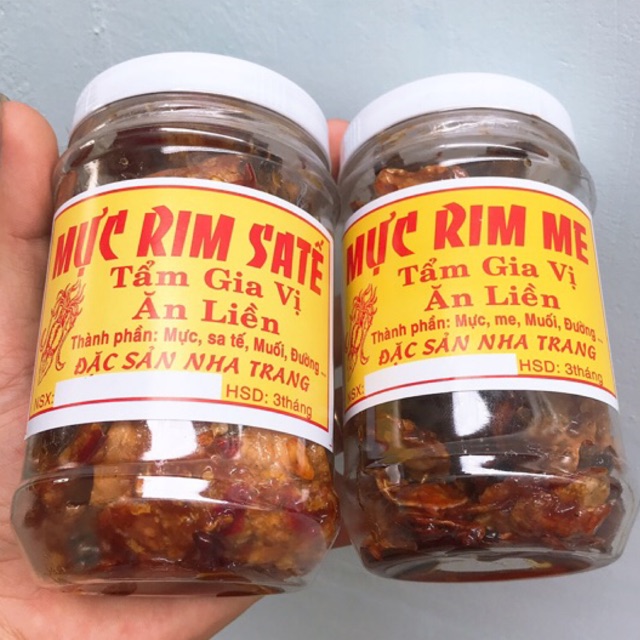 MỰC RIM SATẾ
Tẩm Gia Vị
Ăn Liền
Thành phần: Mực, sa tế, Muối, Đường ...
ĐẶC SẢN NHA TRANG
NSX:
HSD: 3tháng
MỰC RIM ME
Tẩm Gia Vị
Ăn Liền
Thành phần: Mực, me, Muối, Đường ...
ĐẶC SẢN NHA TRANG
NSX:
HSD: 3tháng